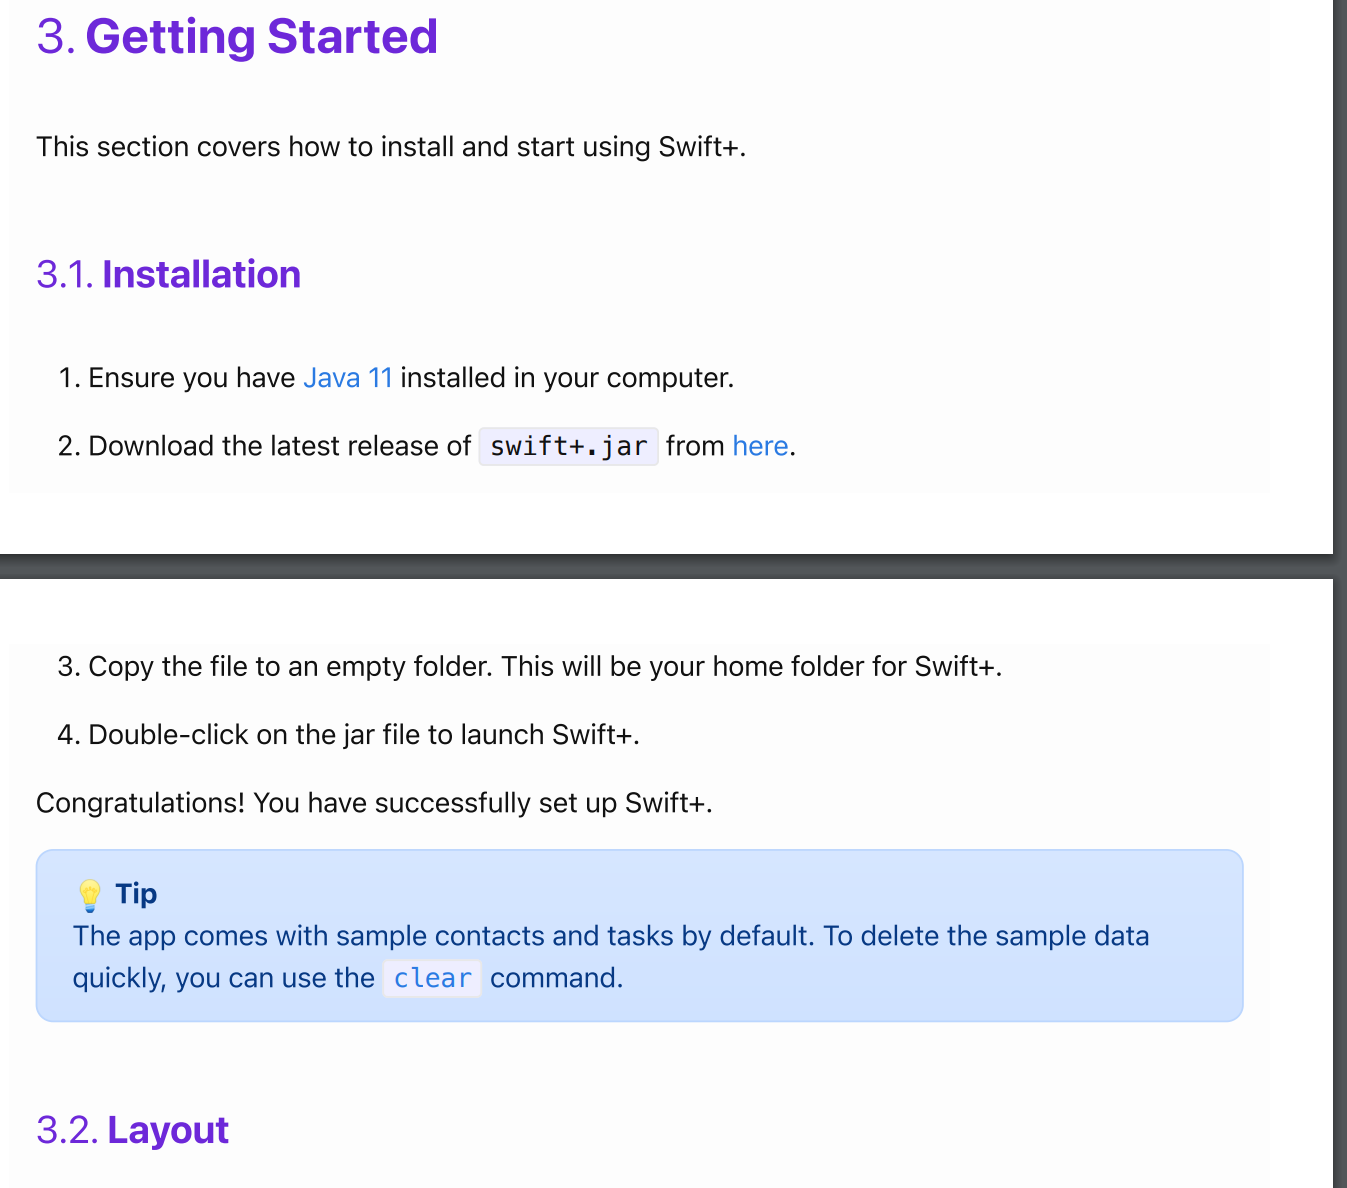 3. Getting Started
This section covers how to install and start using Swift+.
3.1. Installation
1. Ensure you have Java 11 installed in your computer.
2. Download the latest release of swift+.jar from here.
3. Copy the file to an empty folder. This will be your home folder for Swift+.
4. Double-click on the jar file to launch Swift+.
Congratulations! You have successfully set up Swift+.
💡 Tip
The app comes with sample contacts and tasks by default. To delete the sample data
quickly, you can use the clear command.
3.2. Layout